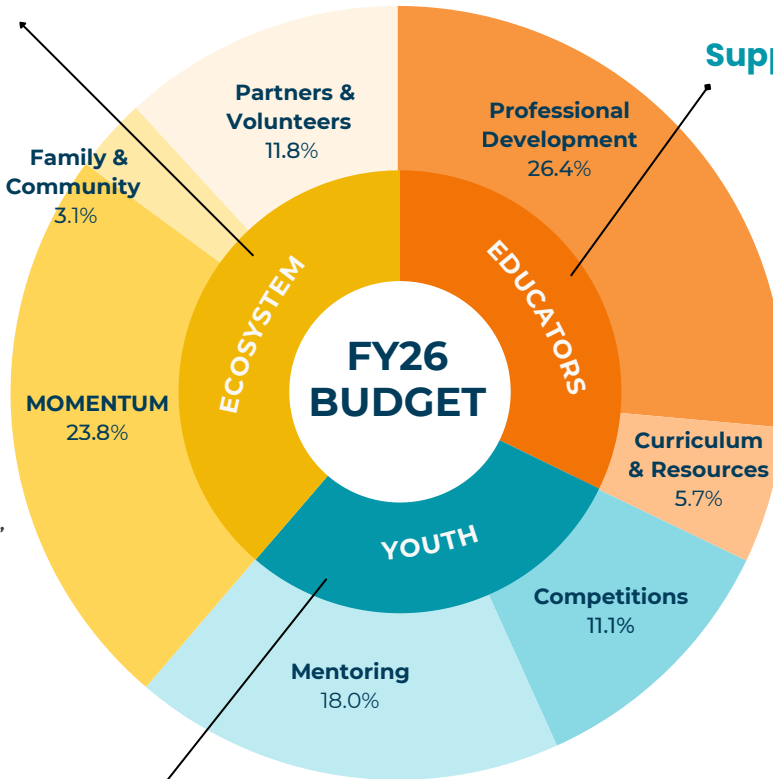 Supp
Partners &
Volunteers
11.8%
Professional
Development
26.4%
Family &
Community
3.1%
ECOSYSTEM
EDUCATORS
FY26
BUDGET
MOMENTUM
23.8%
Curriculum
& Resources
5.7%
,
YOUTH
Competitions
11.1%
Mentoring
18.0%